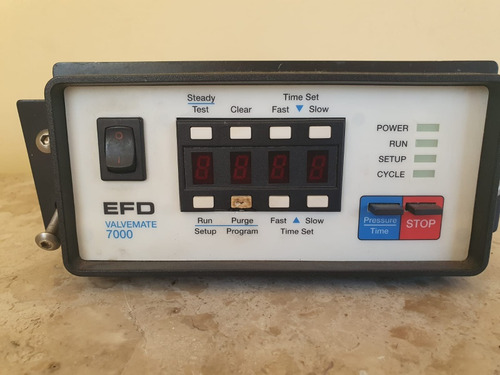 Steady
Time Set
Test Clear Fast ▼ Slow
POWER
RUN
SETUP
CYCLE
EFD
VALVEMATE
7000
Run Purge Fast ▲ Slow
Setup Program Time Set
Pressure
Time
STOP